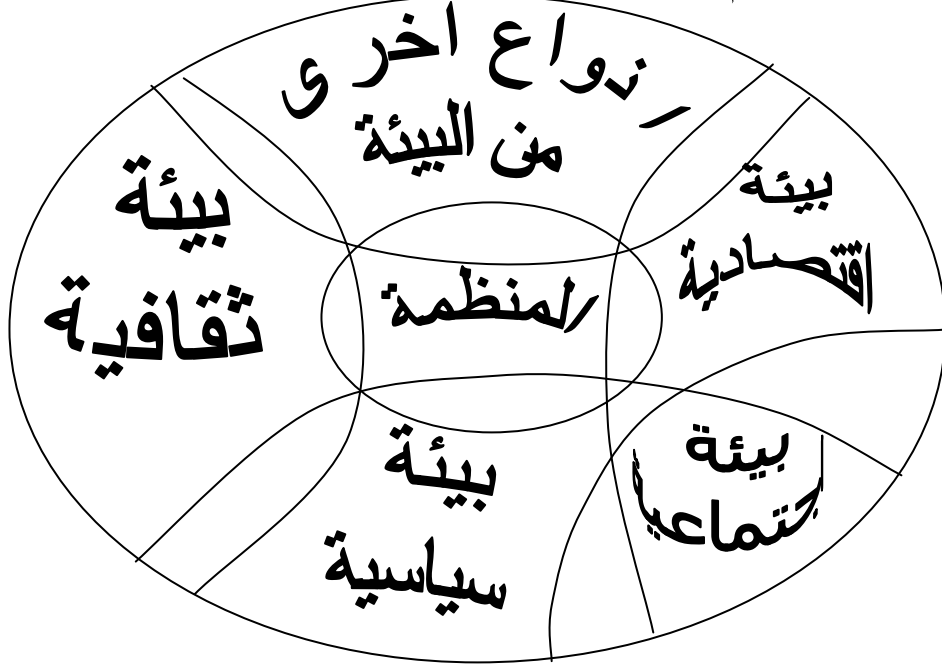 انواع اخرى
من البيئة
بيئة
اقتصادية
بيئة
ثقافية
المنظمة
بيئة
اجتماعية
بيئة
سياسية